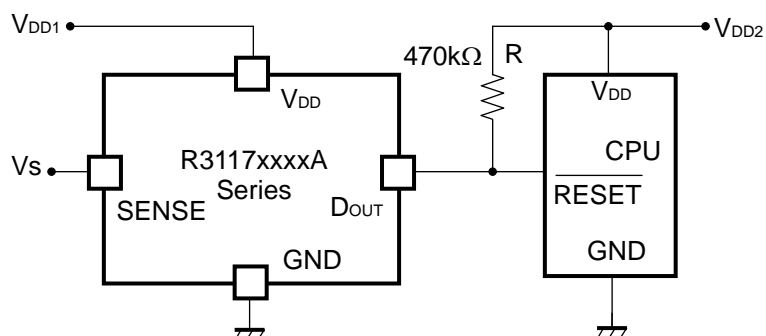 VDD1
VDD2
470kΩ R
VDD
VDD
R3117xxxxA
Series
CPU
Vs
SENSE
DOUT
RESET
GND
GND